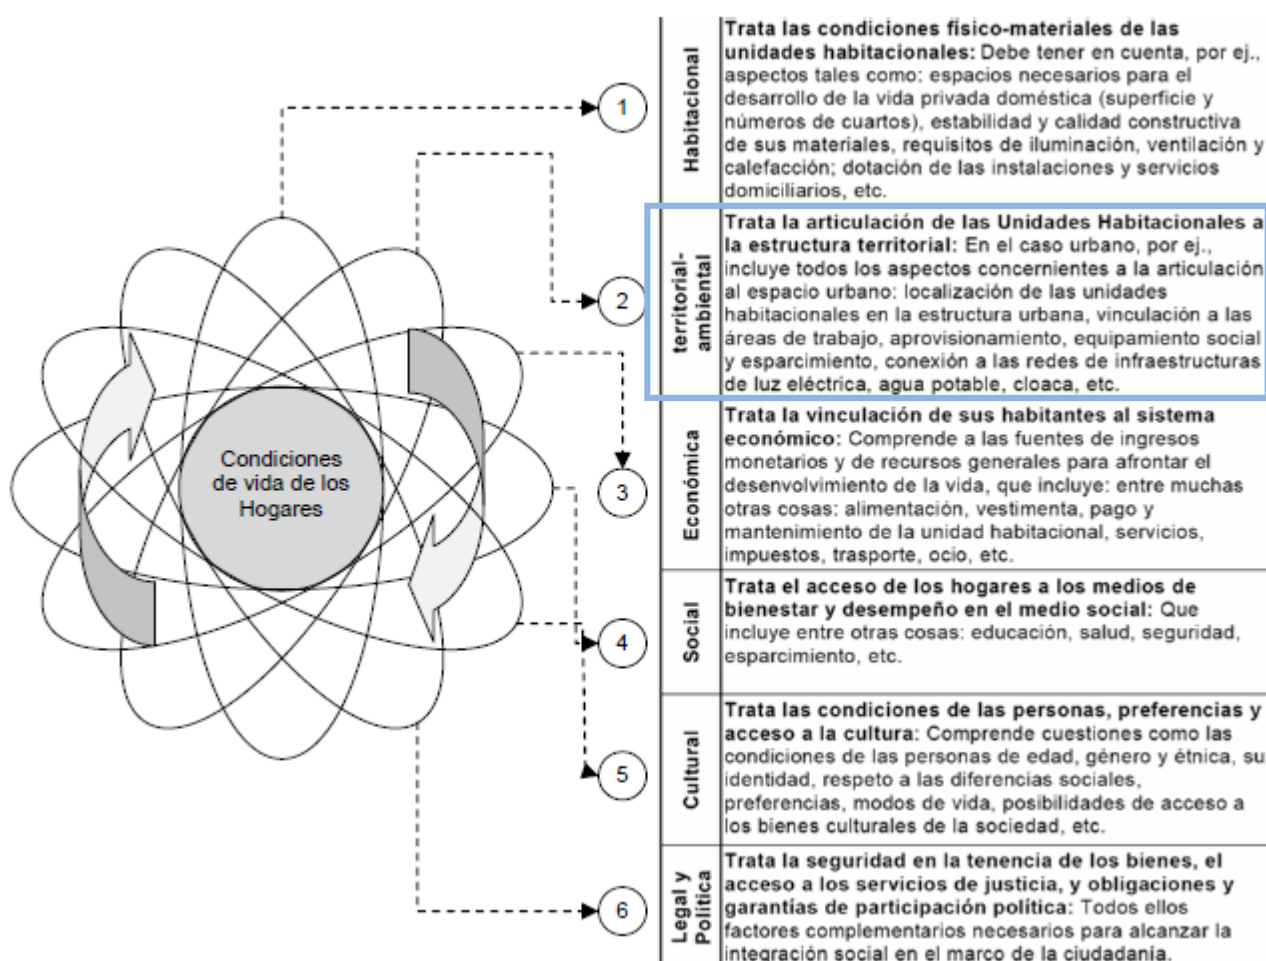 Condiciones
de vida de los
Hogares
1
2
3
4
5
6
Habitacional
Trata las condiciones físico-materiales de las
unidades habitacionales: Debe tener en cuenta, por ej.,
aspectos tales como: espacios necesarios para el
desarrollo de la vida privada doméstica (superficie y
números de cuartos), estabilidad y calidad constructiva
de sus materiales, requisitos de iluminación, ventilación y
calefacción; dotación de las instalaciones y servicios
domiciliarios, etc.
territorial-
ambiental
Trata la articulación de las Unidades Habitacionales a
la estructura territorial: En el caso urbano, por ej.,
incluye todos los aspectos concernientes a la articulación
al espacio urbano: localización de las unidades
habitacionales en la estructura urbana, vinculación a las
áreas de trabajo, aprovisionamiento, equipamiento social
y esparcimiento, conexión a las redes de infraestructuras
de luz eléctrica, agua potable, cloaca, etc.
Económica
Trata la vinculación de sus habitantes al sistema
económico: Comprende a las fuentes de ingresos
monetarios y de recursos generales para afrontar el
desenvolvimiento de la vida, que incluye: entre muchas
otras cosas: alimentación, vestimenta, pago y
mantenimiento de la unidad habitacional, servicios,
impuestos, trasporte, ocio, etc.
Social
Trata el acceso de los hogares a los medios de
bienestar y desempeño en el medio social: Que
incluye entre otras cosas: educación, salud, seguridad,
esparcimiento, etc.
Cultural
Trata las condiciones de las personas, preferencias y
acceso a la cultura: Comprende cuestiones como las
condiciones de las personas de edad, género y étnica, su
identidad, respeto a las diferencias sociales,
preferencias, modos de vida, posibilidades de acceso a
los bienes culturales de la sociedad, etc.
Legal y
Política
Trata la seguridad en la tenencia de los bienes, el
acceso a los servicios de justicia, y obligaciones y
garantías de participación política: Todos ellos
factores complementarios necesarios para alcanzar la
integración social en el marco de la ciudadanía.